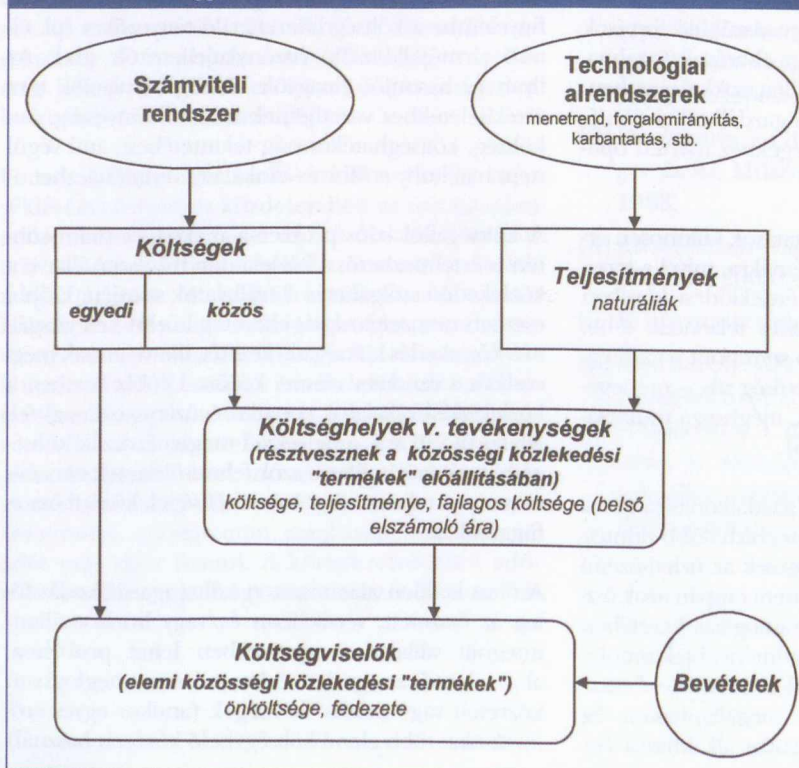 Számviteli
rendszer
Technológiai
alrendszerek
menetrend, forgalomirányítás,
karbantartás, stb.
Költségek
egyedi
közös
Teljesítmények
naturáliák
Költséghelyek v. tevékenységek
(résztvesznek a közösségi közlekedési
"termékek" előállításában)
költsége, teljesítménye, fajlagos költsége (belső
elszámoló ára)
Költségviselők
(elemi közösségi közlekedési "termékek")
önköltsége, fedezete
Bevételek